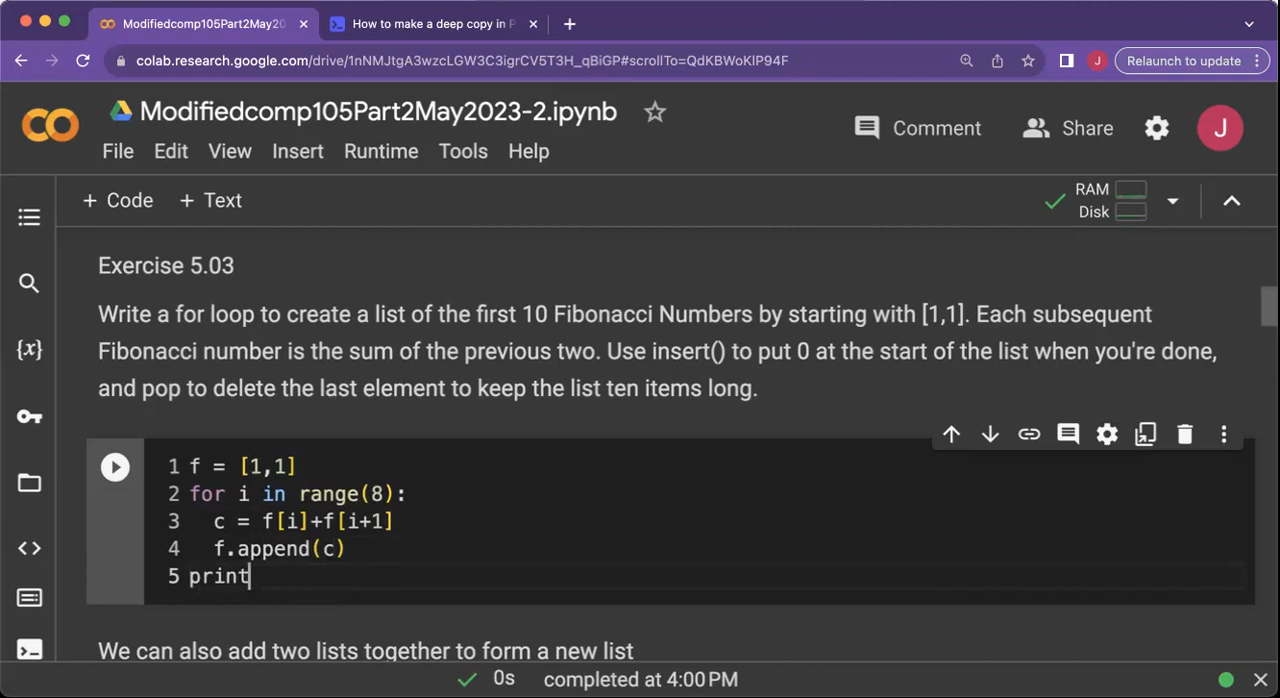 Modifiedcomp105Part2May20
How to make a deep copy in P
colab.research.google.com/drive/1nNMJtgA3wzcLGW3C3igrCV5T3H_qBiGP#scrollTo=QdKBWoKlP94F
J
Relaunch to update
Modifiedcomp105Part2May2023-2.ipynb
Comment
Share
J
File Edit View Insert Runtime Tools Help
+ Code + Text
RAM
Disk
Exercise 5.03
Write a for loop to create a list of the first 10 Fibonacci Numbers by starting with [1,1]. Each subsequent
Fibonacci number is the sum of the previous two. Use insert() to put 0 at the start of the list when you're done,
and pop to delete the last element to keep the list ten items long.
1 f = [1,1]
2 for i in range(8):
3   c = f[i]+f[i+1]
4   f.append(c)
5 print
We can also add two lists together to form a new list
0s completed at 4:00 PM